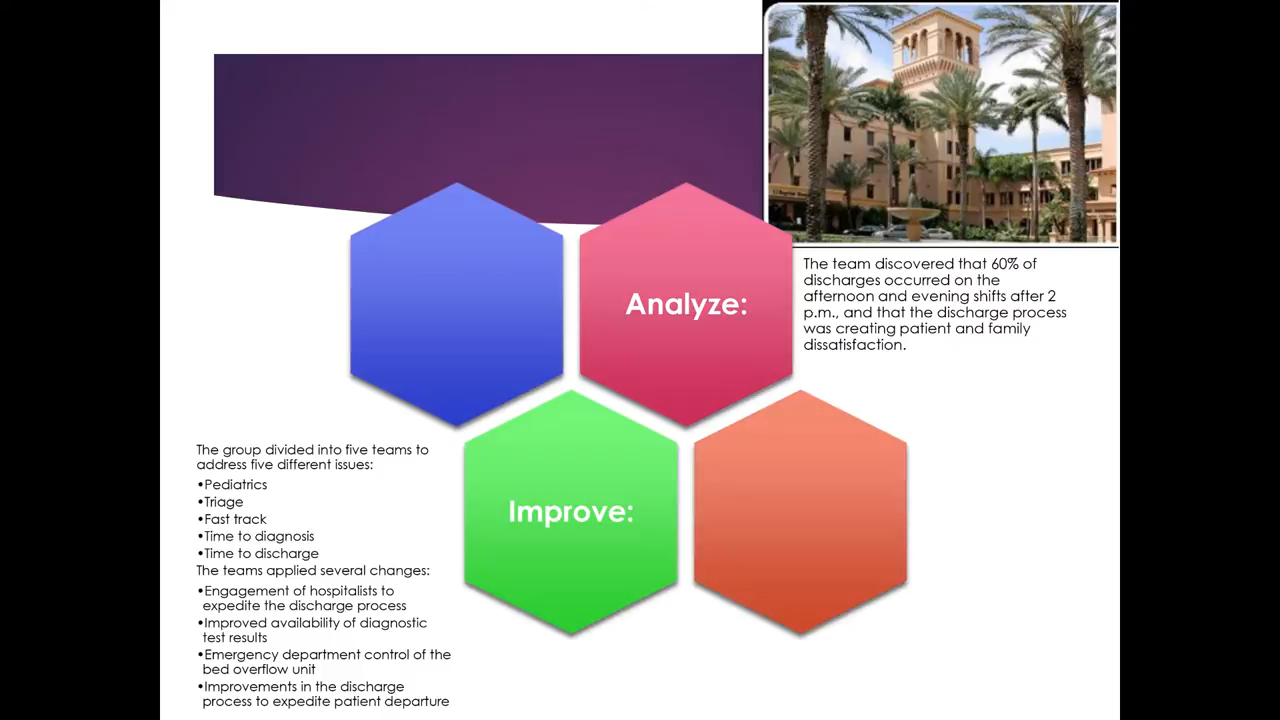 Analyze:
The team discovered that 60% of
discharges occurred on the
afternoon and evening shifts after 2
p.m., and that the discharge process
was creating patient and family
dissatisfaction.
Improve:
The group divided into five teams to
address five different issues:
•Pediatrics
•Triage
•Fast track
•Time to diagnosis
•Time to discharge
The teams applied several changes:
•Engagement of hospitalists to
expedite the discharge process
•Improved availability of diagnostic
test results
•Emergency department control of the
bed overflow unit
•Improvements in the discharge
process to expedite patient departure